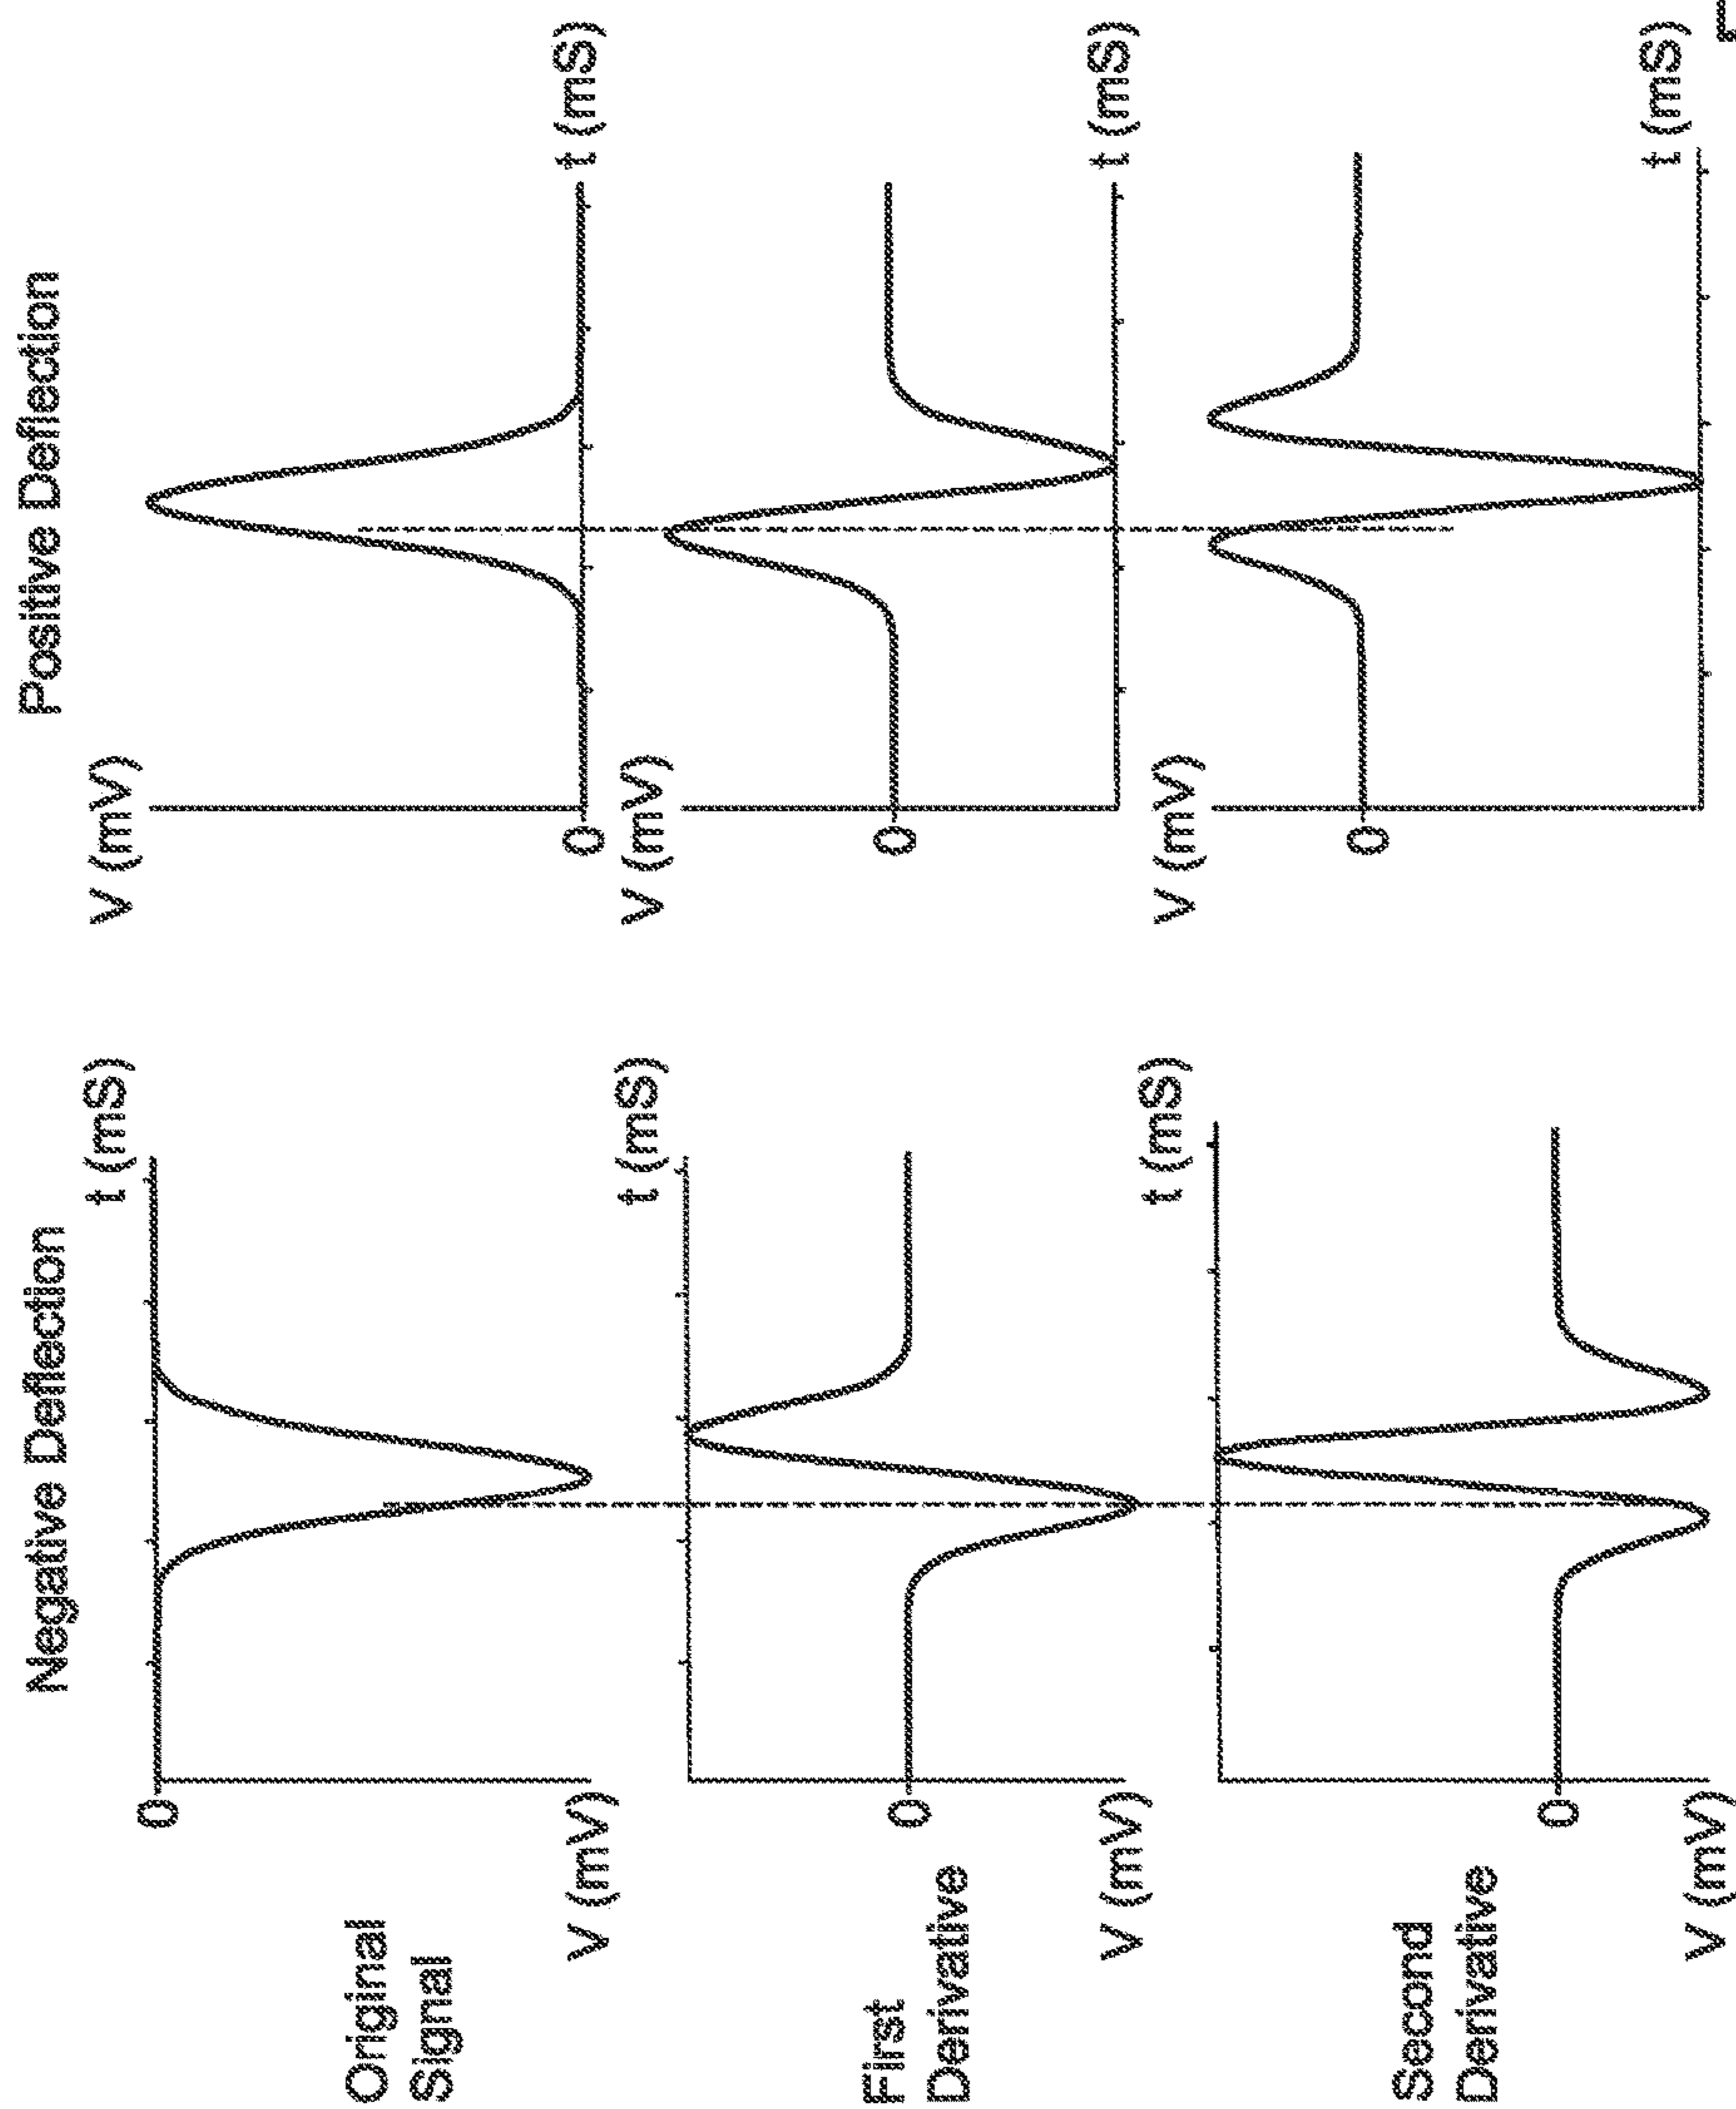 Negative Deflection
Positive Deflection
Original
Signal
0
t (mS)
V (mV)
V (mV)
0
t (mS)
First
Derivative
t (mS)
0
V (mV)
V (mV)
0
t (mS)
Second
Derivative
t (mS)
0
V (mV)
V (mV)
0
t (mS)